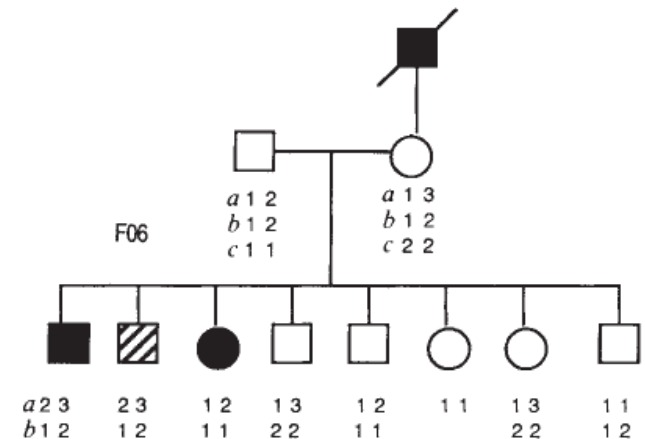 a 1 2
b 1 2
c 1 1
a 1 3
b 1 2
c 2 2
F06
a 2 3 2 3 1 2 1 3 1 2 1 1 1 3 1 1
b 1 2 1 2 1 1 2 2 1 1 2 2 1 2